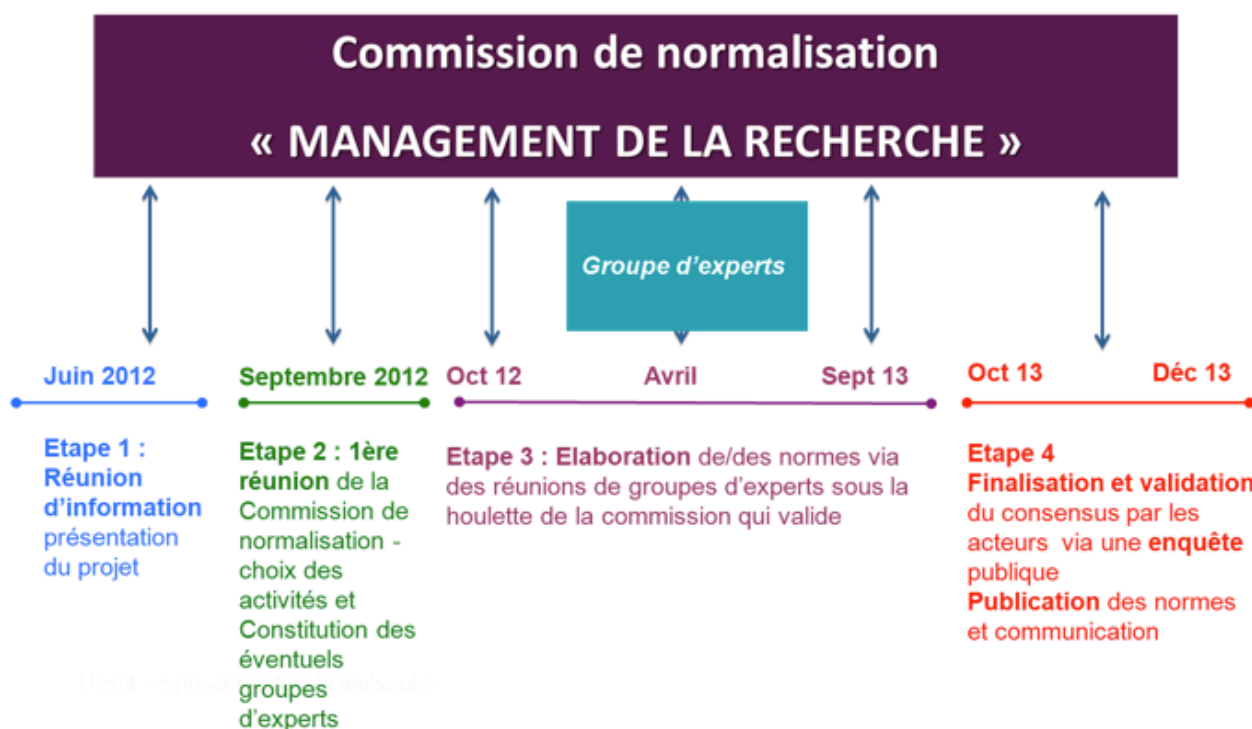 Commission de normalisation
« MANAGEMENT DE LA RECHERCHE »
Groupe d'experts
Juin 2012
Septembre 2012
Oct 12
Avril
Sept 13
Oct 13
Déc 13
Etape 1 :
Réunion
d'information
présentation
du projet
Etape 2 : 1ère
réunion de la
Commission de
normalisation -
choix des
activités et
Constitution des
éventuels
groupes
d'experts
Etape 3 : Elaboration de/des normes via
des réunions de groupes d'experts sous la
houlette de la commission qui valide
Etape 4
Finalisation et validation
du consensus par les
acteurs via une enquête
publique
Publication des normes
et communication